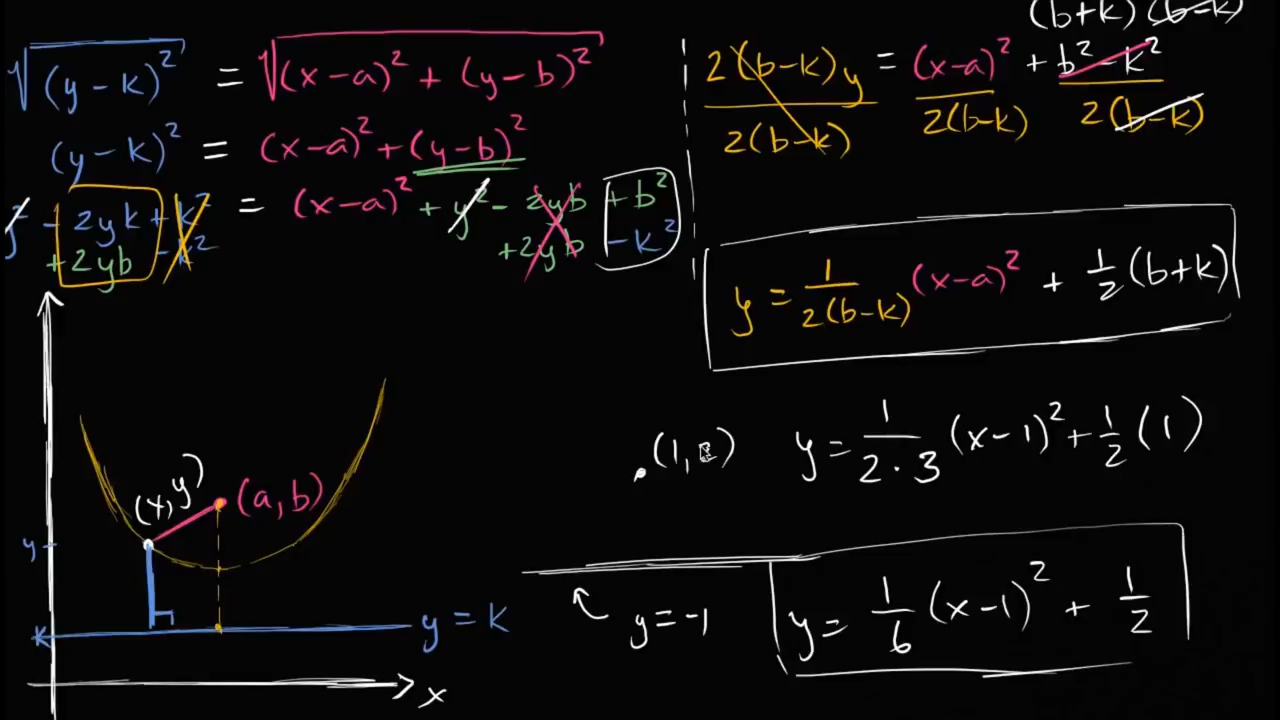 √(y-k)² = √(x-a)² + (y-b)²
(y-k)² = (x-a)² + (y-b)²
y² - 2yk + k² = (x-a)² + y² - 2yb + b²
+2yb - k² +2yb - k²
(b+k)(b-k)
2(b-k)y = (x-a)² + b² - k²
2(b-k) 2(b-k) 2(b-k)
y = 1/2(b-k) (x-a)² + 1/2 (b+k)
(1, ) y = 1/2·3 (x-1)² + 1/2 (1)
y = -1
y = 1/6 (x-1)² + 1/2
(x,y)
(a,b)
y
k
y = k
x